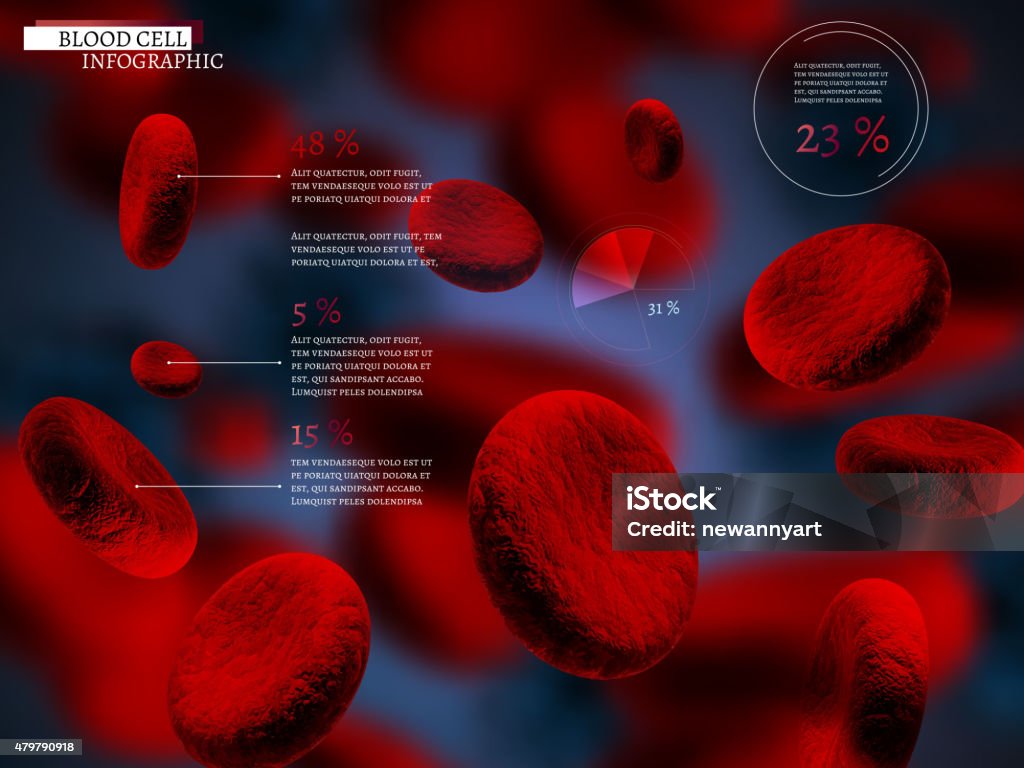 BLOOD CELL
INFOGRAPHIC
48 %
ALIT QUATECTUR, ODIT FUGIT,
TEM VENDAESEQUE VOLO EST UT
PE PORIATQ UIATQUI DOLORA ET
ALIT QUATECTUR, ODIT FUGIT, TEM
VENDAESEQUE VOLO EST UT PE
PORIATQ UIATQUI DOLORA ET EST,
5 %
ALIT QUATECTUR, ODIT FUGIT,
TEM VENDAESEQUE VOLO EST UT
PE PORIATQ UIATQUI DOLORA ET
EST, QUI SANDIPSANT ACCABO.
LUMQUIST PELES DOLENDIPSA
15 %
TEM VENDAESEQUE VOLO EST UT
PE PORIATQ UIATQUI DOLORA ET
EST, QUI SANDIPSANT ACCABO.
LUMQUIST PELES DOLENDIPSA
31 %
ALIT QUATECTUR, ODIT FUGIT,
TEM VENDAESEQUE VOLO EST UT
PE PORIATQ UIATQUI DOLORA ET
EST, QUI SANDIPSANT ACCABO.
LUMQUIST PELES DOLENDIPSA
23 %
iStock™
Credit: newannyart
479790918